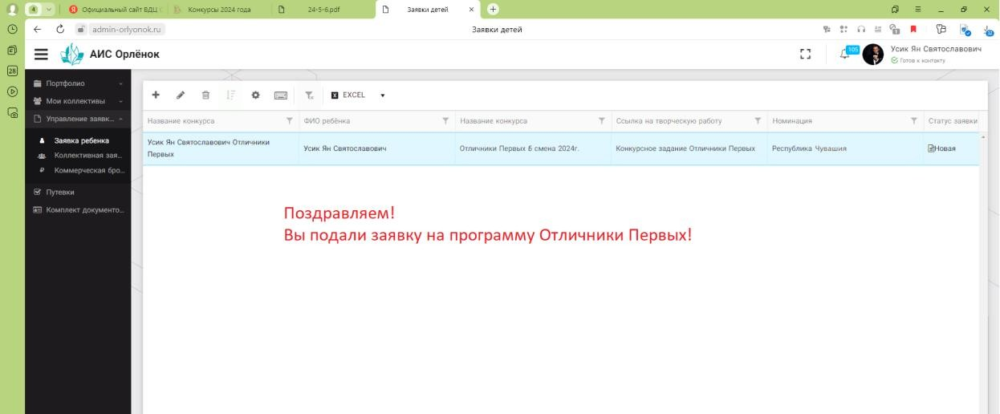 4
Официальный сайт ВДЦ
Конкурсы 2024 года
24-5-6.pdf
Заявки детей
admin-orlyonok.ru
Заявки детей
32
АИС Орлёнок
105
Усик Ян Святославович
Готов к контакту
28
Портфолио
Мои коллективы
Управление заявк...
Заявка ребенка
Коллективная зая...
Коммерческая бро...
Путевки
Комплект документо...
EXCEL
Название конкурса
ФИО ребёнка
Название конкурса
Ссылка на творческую работу
Номинация
Статус заявки
Усик Ян Святославович Отличники
Первых
Усик Ян Святославович
Отличники Первых 6 смена 2024г.
Конкурсное задание Отличники Первых
Республика Чувашия
Новая
Поздравляем!
Вы подали заявку на программу Отличники Первых!